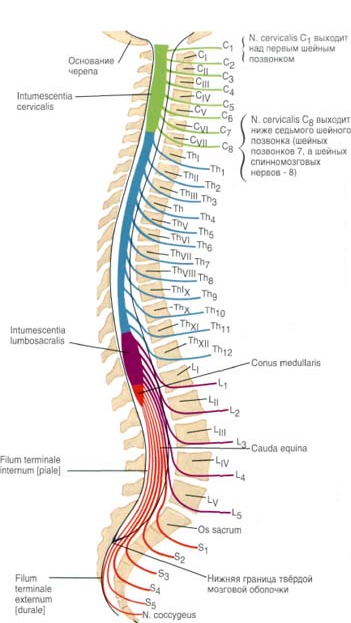 C1
N. cervicalis C1 выходит
над первым шейным
позвонком
Основание
черепа
CI
C2
CII
C3
CIII
C4
Intumescentia
cervicalis
CIV
C5
CV
C6
CVI
C7
CVII
C8
N. cervicalis C8 выходит
ниже седьмого шейного
позвонка (шейных
позвонков 7, а шейных
спинномозговых
нервов - 8)
ThI
Th1
ThII
Th2
ThIII
Th3
Th
Th4
ThV
Th5
ThVI
Th6
ThVII
Th7
ThVIII
Th8
ThIX
Th9
ThX
Th10
ThXI
Th11
Intumescentia
lumbosacralis
ThXII
Th12
Conus medullaris
LI
L1
LII
L2
LIII
L3
Cauda equina
LIV
L4
Filum terminale
internum [piale]
LV
L5
Os sacrum
S1
S2
S3
S4
S5
N. coccygeus
Нижняя граница твёрдой
мозговой оболочки
Filum
terminale
externum
[durale]